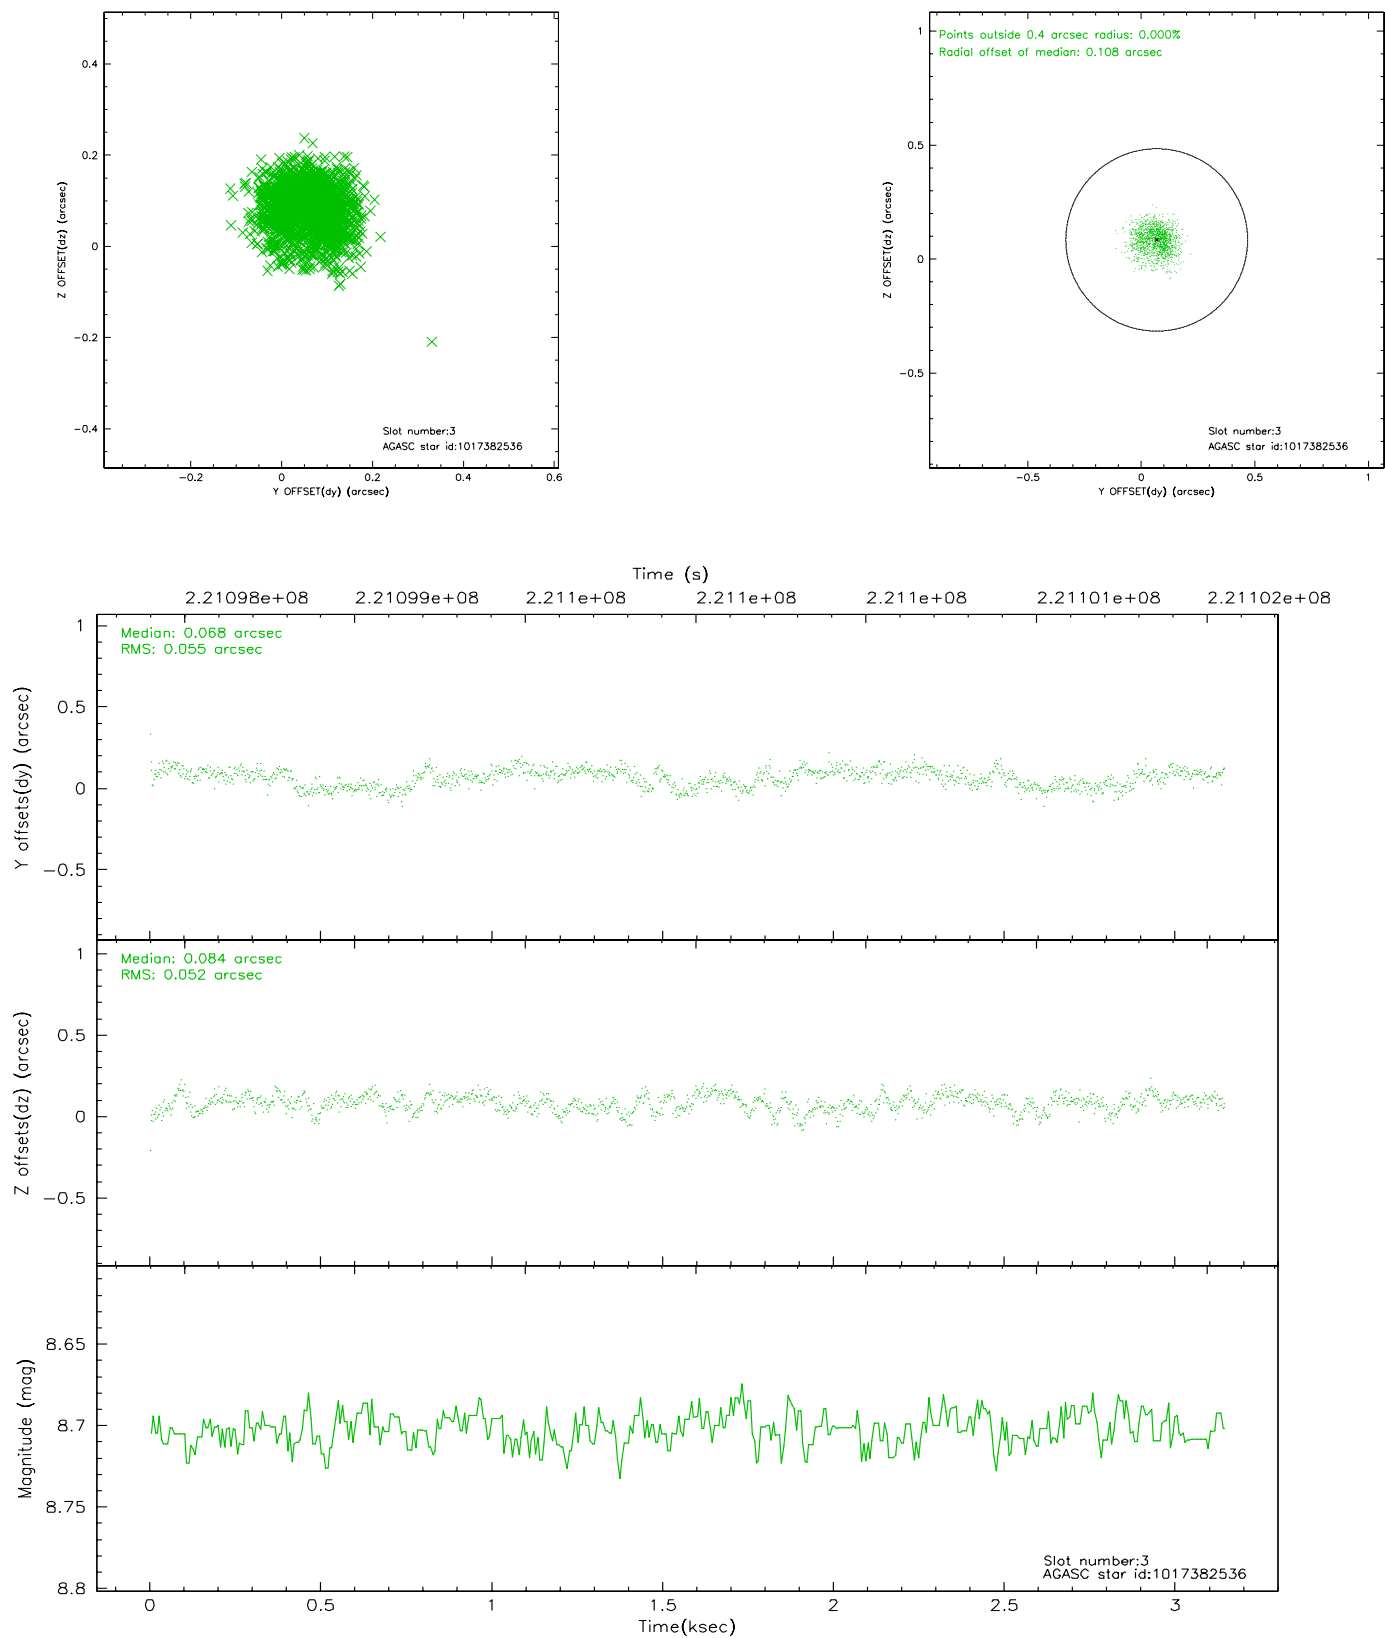 0.4
0.2
0
−0.2
−0.4
Z OFFSET(dz) (arcsec)
Slot number:3
AGASC star id:1017382536
−0.2 0 0.2 0.4 0.6
Y OFFSET(dy) (arcsec)
Points outside 0.4 arcsec radius: 0.000%
Radial offset of median: 0.108 arcsec
1
0.5
0
−0.5
Z OFFSET(dz) (arcsec)
Slot number:3
AGASC star id:1017382536
−0.5 0 0.5 1
Y OFFSET(dy) (arcsec)
Time (s)
2.21098e+08 2.21099e+08 2.211e+08 2.211e+08 2.211e+08 2.21101e+08 2.21102e+08
Median: 0.068 arcsec
RMS: 0.055 arcsec
1
0.5
0
−0.5
Y offsets(dy) (arcsec)
Median: 0.084 arcsec
RMS: 0.052 arcsec
1
0.5
0
−0.5
Z offsets(dz) (arcsec)
8.65
8.7
8.75
8.8
Magnitude (mag)
Slot number:3
AGASC star id:1017382536
0 0.5 1 1.5 2 2.5 3
Time(ksec)